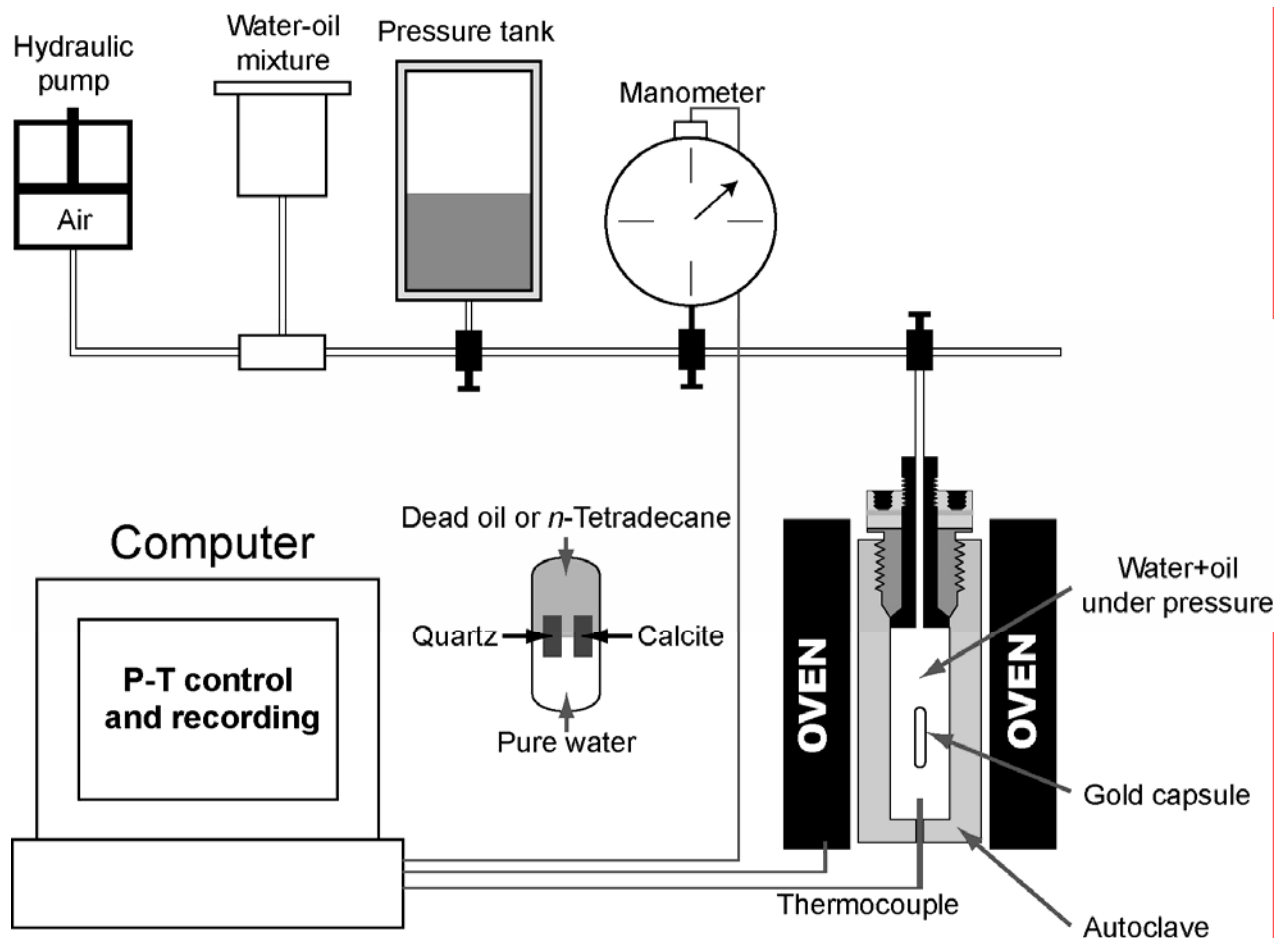 Hydraulic
pump
Water-oil
mixture
Pressure tank
Manometer
Air
Computer
P-T control
and recording
Dead oil or n-Tetradecane
Quartz
Calcite
Pure water
OVEN
OVEN
Water+oil
under pressure
Gold capsule
Thermocouple
Autoclave